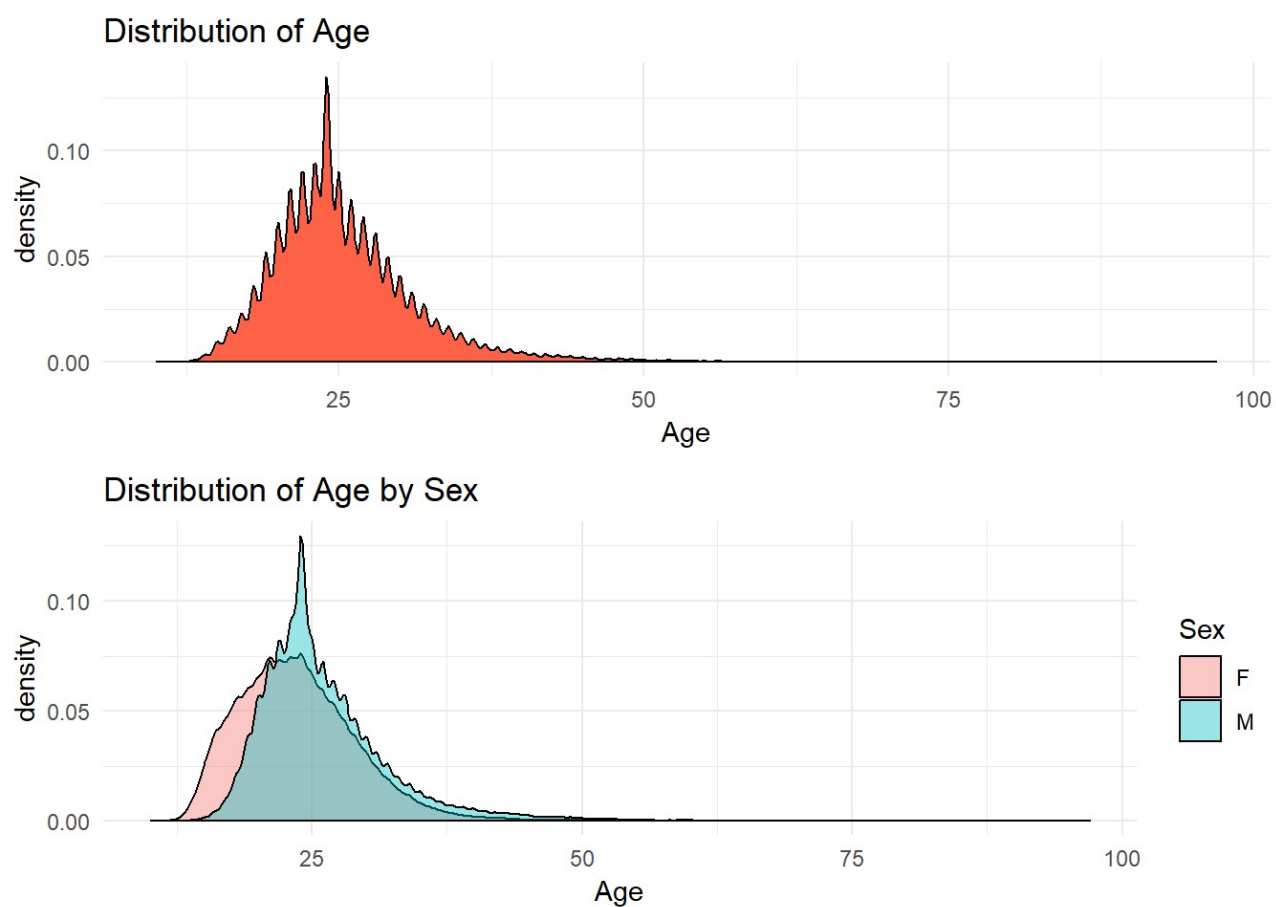 Distribution of Age
density
0.10
0.05
0.00
25 50 75 100
Age
Distribution of Age by Sex
density
0.10
0.05
0.00
25 50 75 100
Age
Sex
F
M